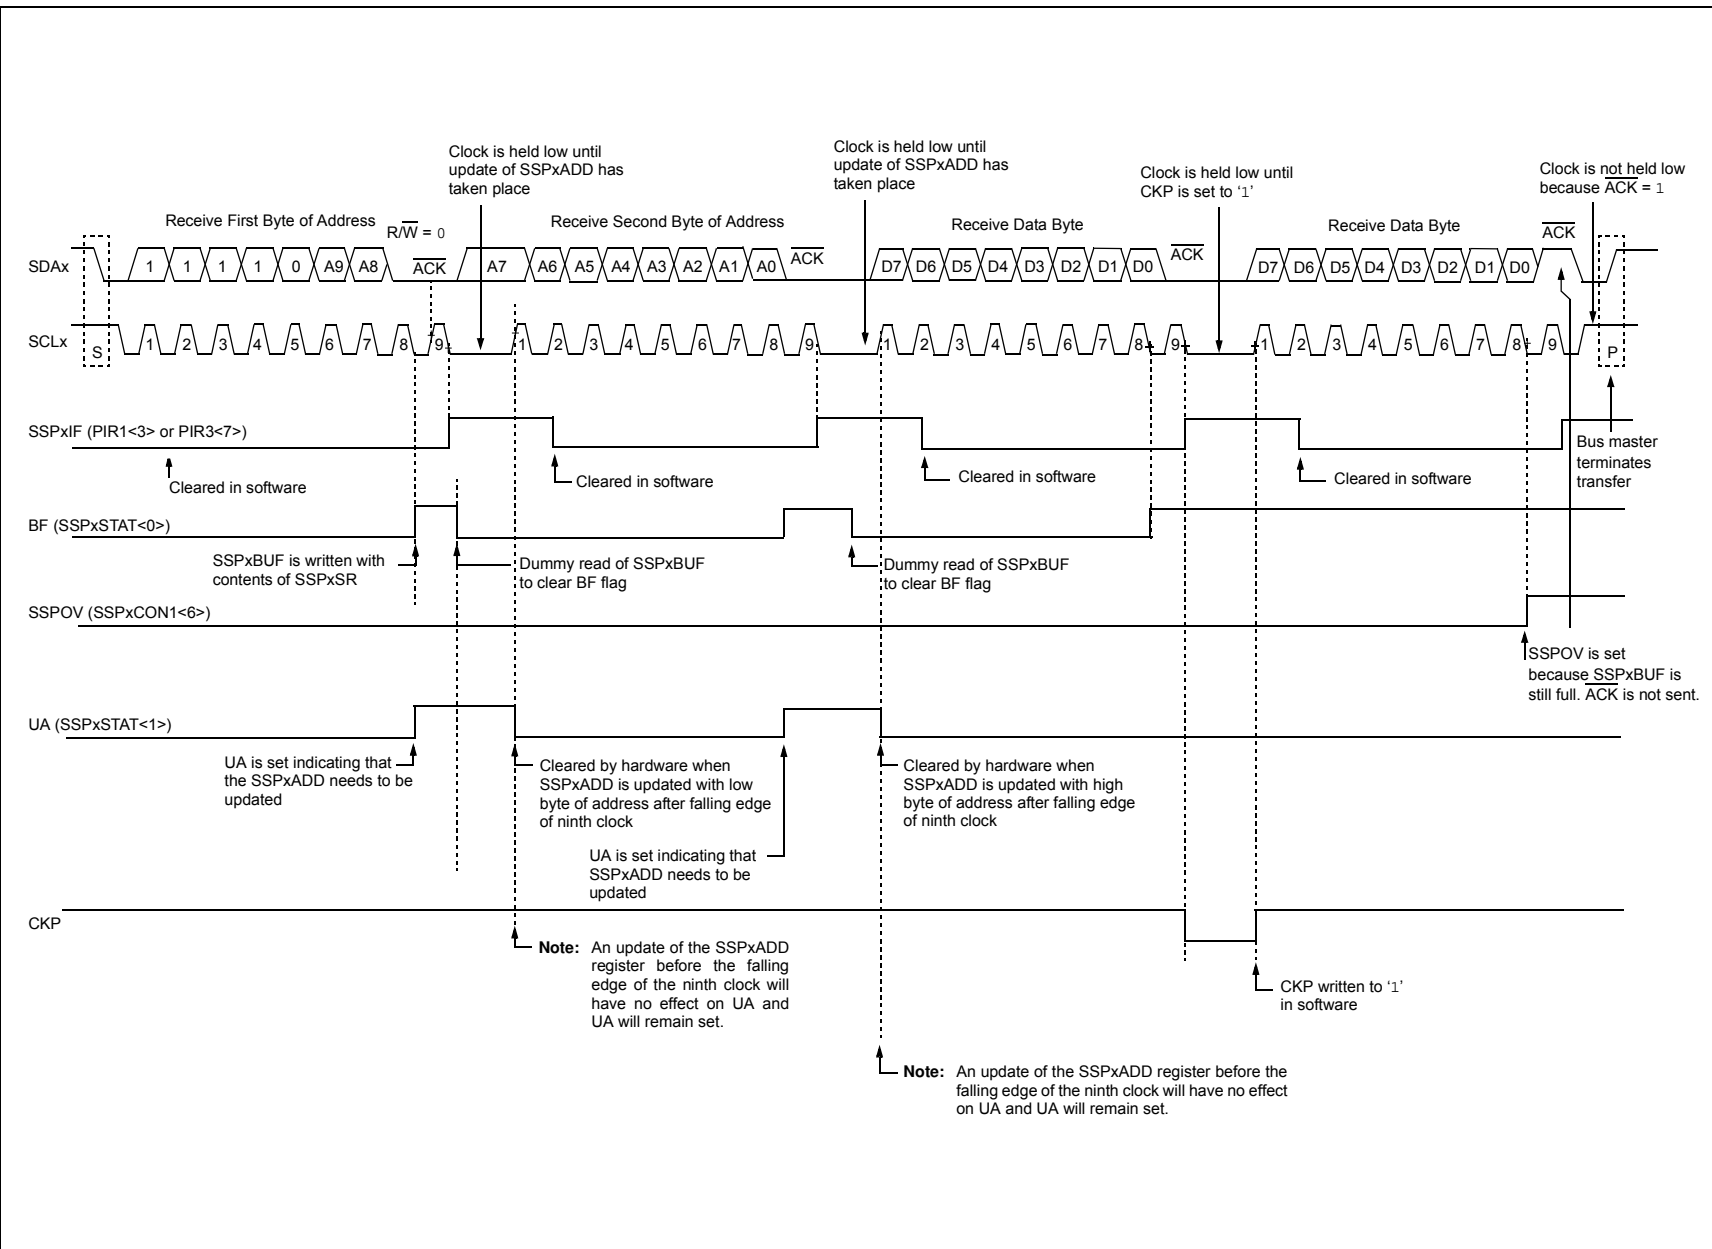 Clock is held low until
update of SSPxADD has
taken place
Clock is held low until
update of SSPxADD has
taken place
Clock is held low until
CKP is set to ‘1’
Clock is not held low
because ACK = 1
Receive First Byte of Address
R/W = 0
Receive Second Byte of Address
Receive Data Byte
Receive Data Byte
SDAx
1 1 1 1 0 A9 A8 ACK A7 A6 A5 A4 A3 A2 A1 A0 ACK D7 D6 D5 D4 D3 D2 D1 D0 ACK D7 D6 D5 D4 D3 D2 D1 D0 ACK
SCLx
S 1 2 3 4 5 6 7 8 9 1 2 3 4 5 6 7 8 9 1 2 3 4 5 6 7 8 9 1 2 3 4 5 6 7 8 9 P
SSPxIF (PIR1<3> or PIR3<7>)
Cleared in software
Cleared in software
Cleared in software
Cleared in software
Bus master
terminates
transfer
BF (SSPxSTAT<0>)
SSPxBUF is written with
contents of SSPxSR
Dummy read of SSPxBUF
to clear BF flag
Dummy read of SSPxBUF
to clear BF flag
SSPOV (SSPxCON1<6>)
SSPOV is set
because SSPxBUF is
still full. ACK is not sent.
UA (SSPxSTAT<1>)
UA is set indicating that
the SSPxADD needs to be
updated
Cleared by hardware when
SSPxADD is updated with low
byte of address after falling edge
of ninth clock
UA is set indicating that
SSPxADD needs to be
updated
Cleared by hardware when
SSPxADD is updated with high
byte of address after falling edge
of ninth clock
CKP
Note: An update of the SSPxADD
register before the falling
edge of the ninth clock will
have no effect on UA and
UA will remain set.
CKP written to ‘1’
in software
Note: An update of the SSPxADD register before the
falling edge of the ninth clock will have no effect
on UA and UA will remain set.